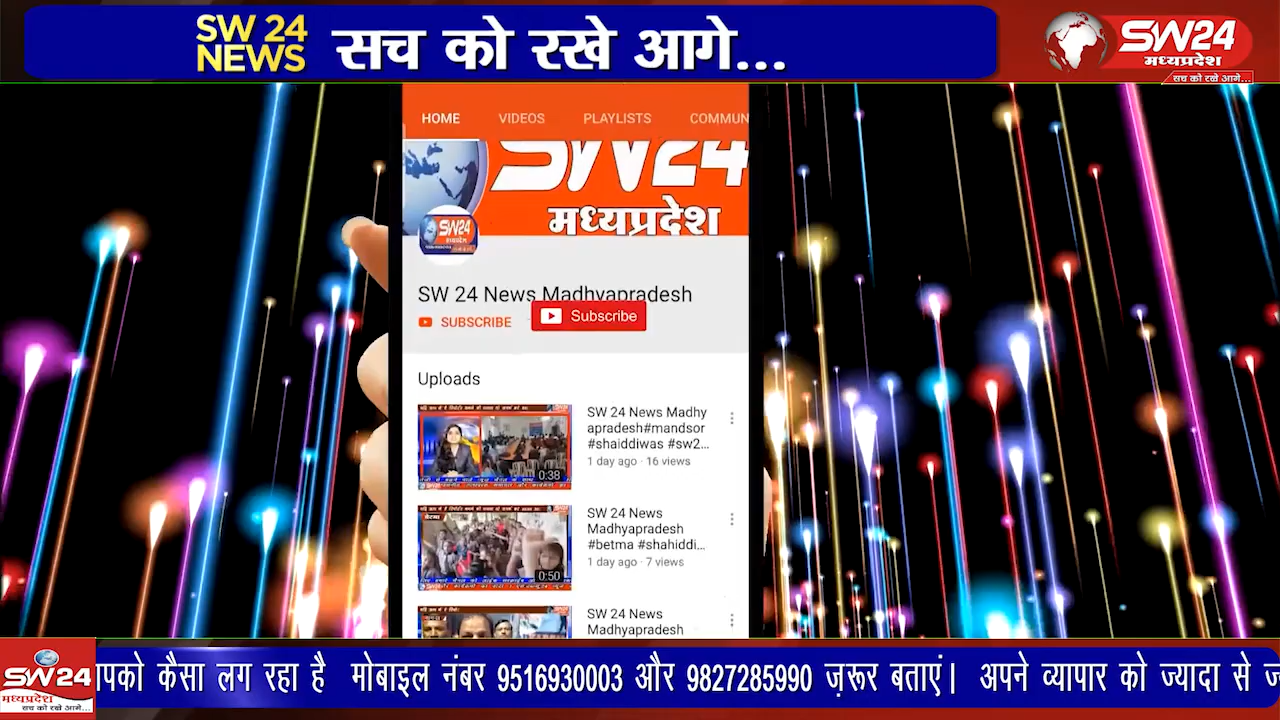 SW 24
NEWS
सच को रखे आगे...
SW24
मध्यप्रदेश
सच को रखे आगे...
HOME VIDEOS PLAYLISTS COMMUN
SW24
मध्यप्रदेश
SW24
मध्यप्रदेश
SW 24 News Madhyapradesh
SUBSCRIBE
Subscribe
Uploads
SW 24 News Madhy
apradesh#mandsor
#shaiddiwas #sw2...
1 day ago · 16 views
0:38
SW 24 News
Madhyapradesh
#betma #shahiddi...
1 day ago · 7 views
0:50
SW 24 News
Madhyapradesh
SW24
मध्यप्रदेश
सच को रखे आगे...
पको कैसा लग रहा है मोबाइल नंबर 9516930003 और 9827285990 ज़रूर बताएं। अपने व्यापार को ज्यादा से ज